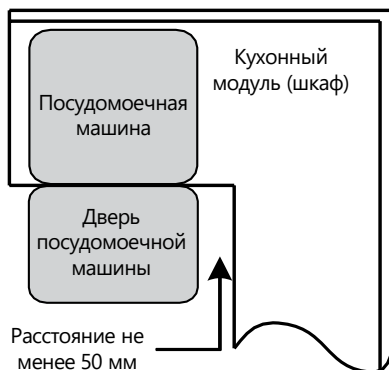 Кухонный
модуль (шкаф)
Посудомоечная
машина
Дверь
посудомоечной
машины
Расстояние не
менее 50 мм